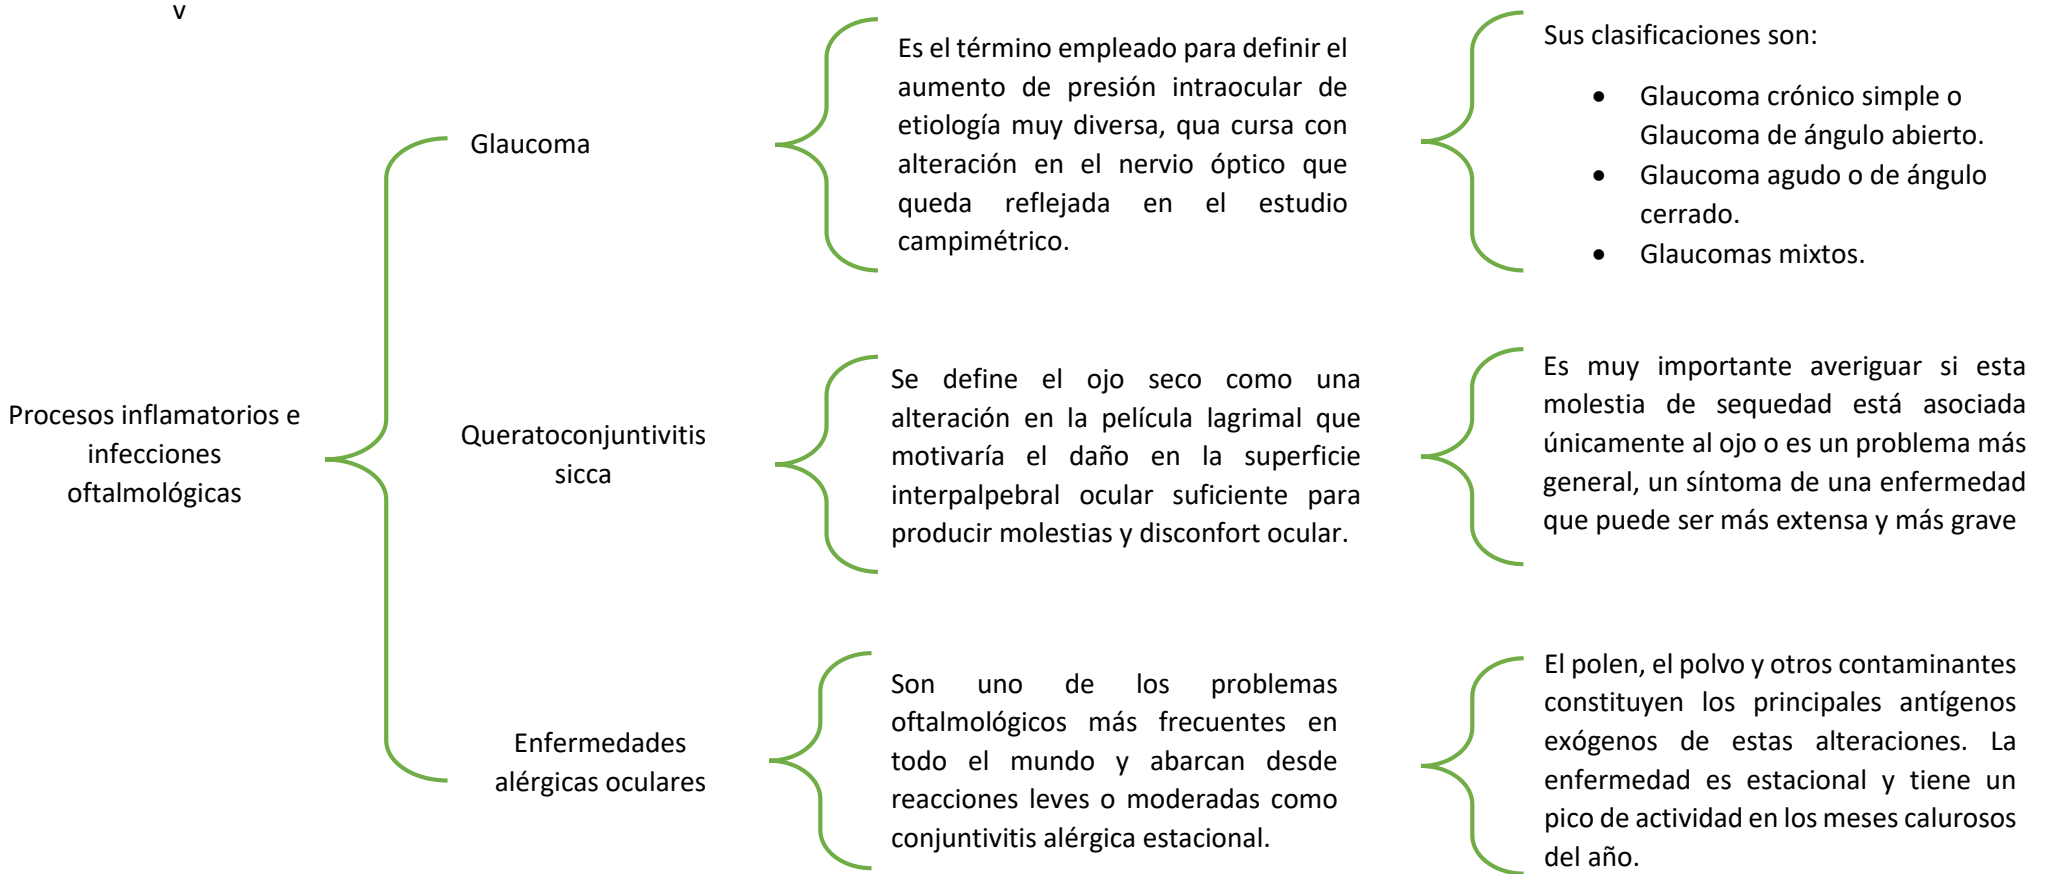 v
Procesos inflamatorios e
infecciones
oftalmológicas
Glaucoma
Es el término empleado para definir el
aumento de presión intraocular de
etiología muy diversa, qua cursa con
alteración en el nervio óptico que
queda reflejada en el estudio
campimétrico.
Sus clasificaciones son:
• Glaucoma crónico simple o
Glaucoma de ángulo abierto.
• Glaucoma agudo o de ángulo
cerrado.
• Glaucomas mixtos.
Queratoconjuntivitis
sicca
Se define el ojo seco como una
alteración en la película lagrimal que
motivaría el daño en la superficie
interpalpebral ocular suficiente para
producir molestias y disconfort ocular.
Es muy importante averiguar si esta
molestia de sequedad está asociada
únicamente al ojo o es un problema más
general, un síntoma de una enfermedad
que puede ser más extensa y más grave
Enfermedades
alérgicas oculares
Son uno de los problemas
oftalmológicos más frecuentes en
todo el mundo y abarcan desde
reacciones leves o moderadas como
conjuntivitis alérgica estacional.
El polen, el polvo y otros contaminantes
constituyen los principales antígenos
exógenos de estas alteraciones. La
enfermedad es estacional y tiene un
pico de actividad en los meses calurosos
del año.